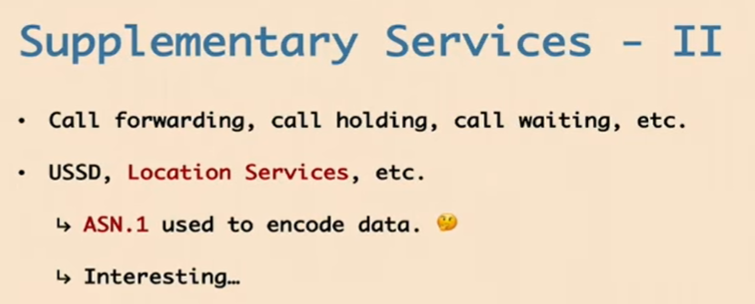 Supplementary Services - II
• Call forwarding, call holding, call waiting, etc.
• USSD, Location Services, etc.
↳ ASN.1 used to encode data. 🤔
↳ Interesting…